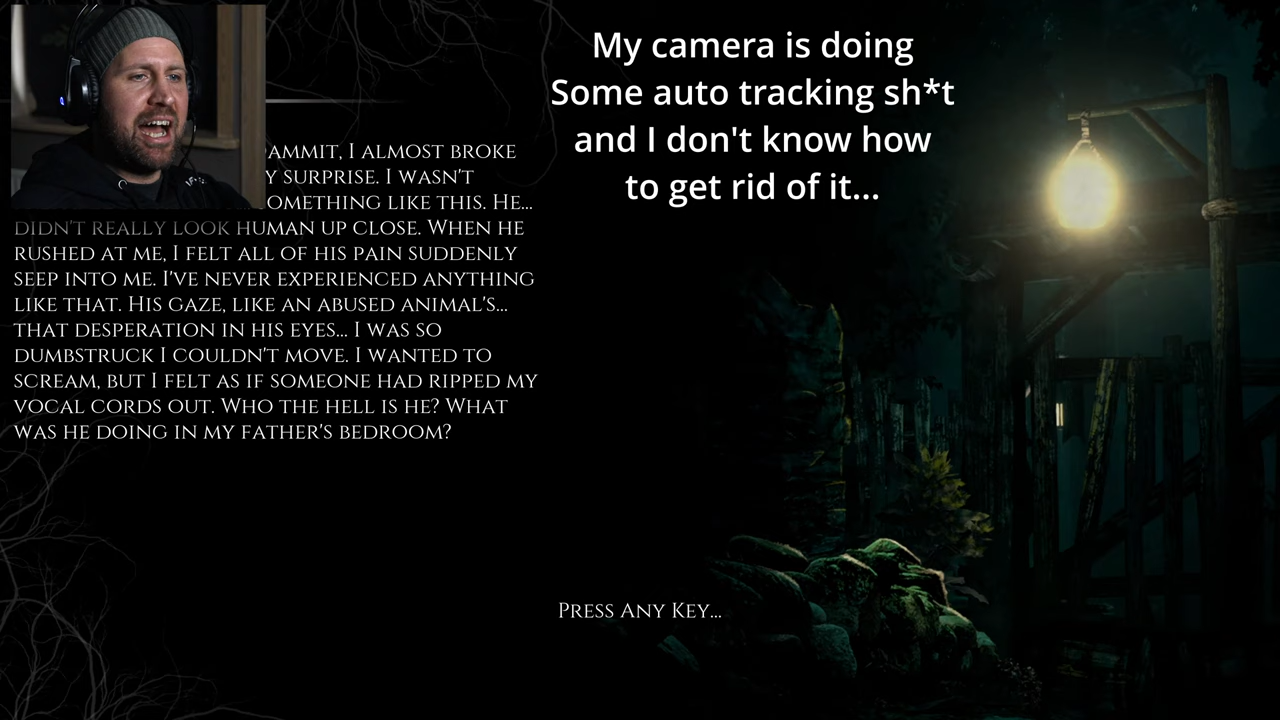 My camera is doing
Some auto tracking sh*t
and I don't know how
to get rid of it...
AMMIT, I ALMOST BROKE
Y SURPRISE. I WASN'T
OMETHING LIKE THIS. HE...
DIDN'T REALLY LOOK HUMAN UP CLOSE. WHEN HE
RUSHED AT ME, I FELT ALL OF HIS PAIN SUDDENLY
SEEP INTO ME. I'VE NEVER EXPERIENCED ANYTHING
LIKE THAT. HIS GAZE, LIKE AN ABUSED ANIMAL'S...
THAT DESPERATION IN HIS EYES... I WAS SO
DUMBSTRUCK I COULDN'T MOVE. I WANTED TO
SCREAM, BUT I FELT AS IF SOMEONE HAD RIPPED MY
VOCAL CORDS OUT. WHO THE HELL IS HE? WHAT
WAS HE DOING IN MY FATHER'S BEDROOM?
PRESS ANY KEY...